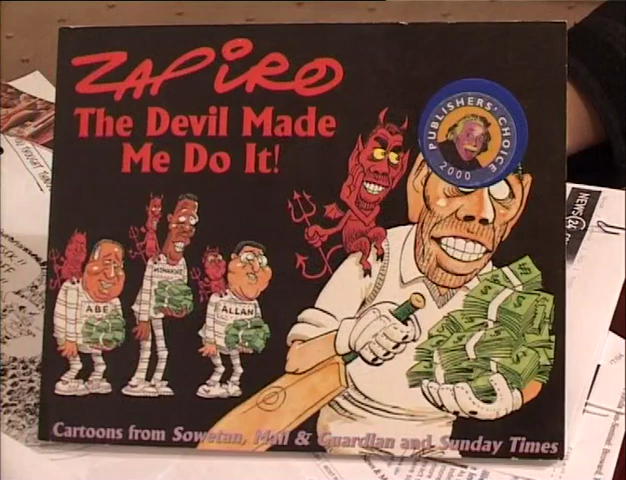 ZAPIRO
The Devil Made
Me Do It!
PUBLISHERS' CHOICE
2000
ABE
ALLAN
Cartoons from Sowetan, Mail & Guardian and Sunday Times
NEWS24